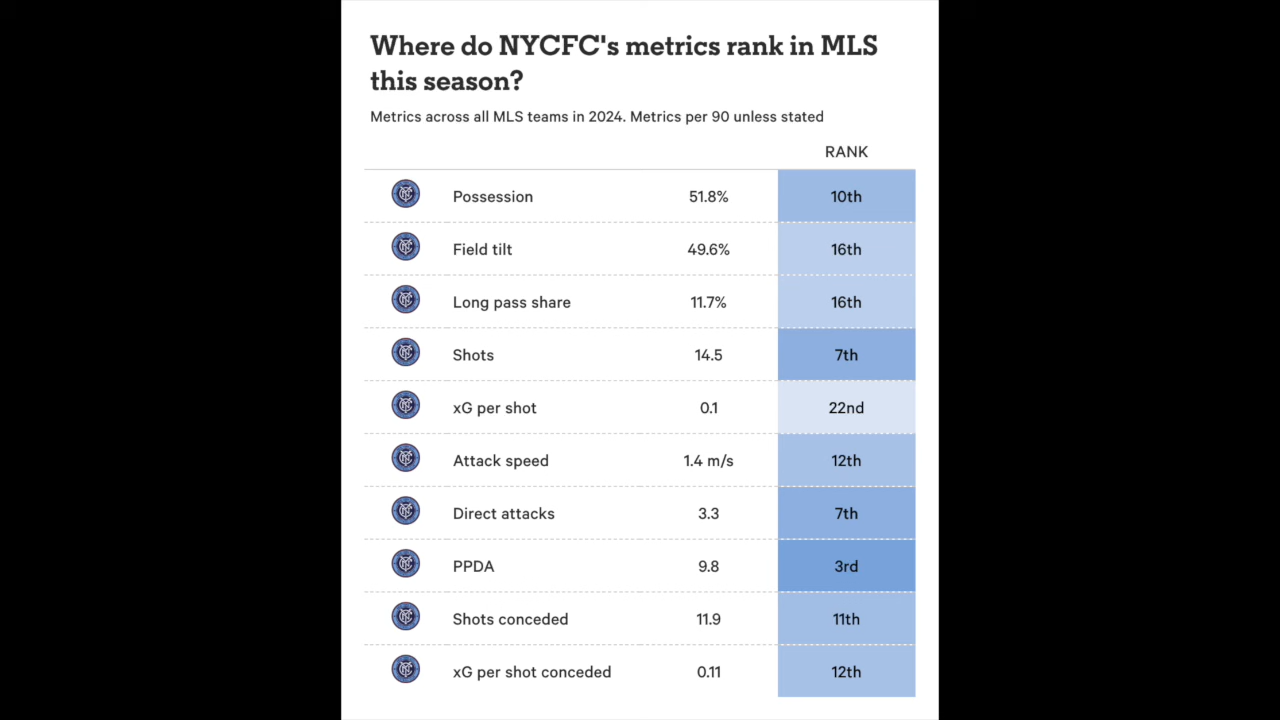 Where do NYCFC's metrics rank in MLS
this season?
Metrics across all MLS teams in 2024. Metrics per 90 unless stated
RANK
Possession 51.8% 10th
Field tilt 49.6% 16th
Long pass share 11.7% 16th
Shots 14.5 7th
xG per shot 0.1 22nd
Attack speed 1.4 m/s 12th
Direct attacks 3.3 7th
PPDA 9.8 3rd
Shots conceded 11.9 11th
xG per shot conceded 0.11 12th